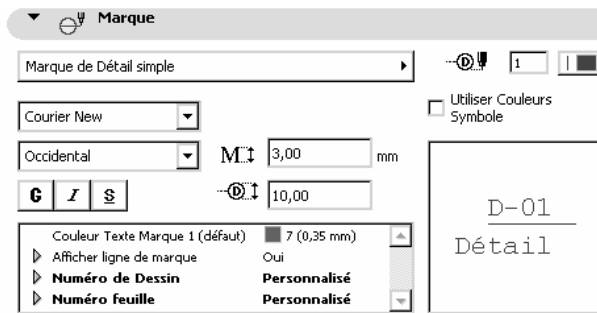 Marque
Marque de Détail simple
1
Courier New
Utiliser Couleurs
Symbole
Occidental
M
3,00
mm
G I S
D
10,00
Couleur Texte Marque 1 (défaut) 7 (0,35 mm)
Afficher ligne de marque Oui
Numéro de Dessin Personnalisé
Numéro feuille Personnalisé
D-01
Détail